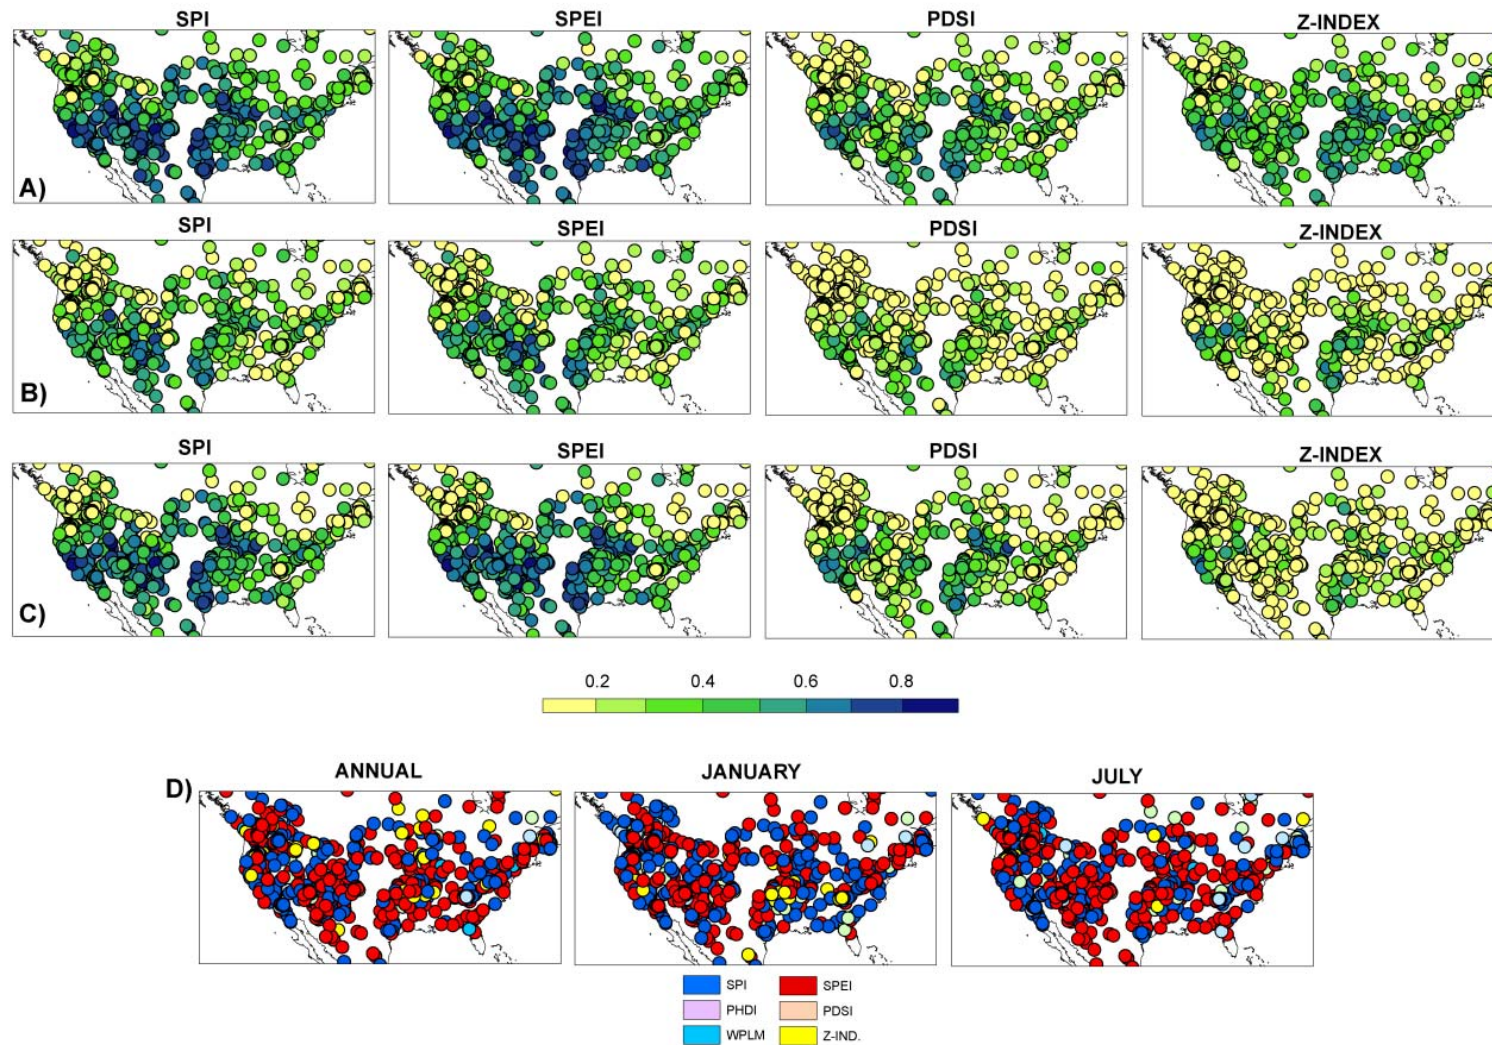 SPI SPEI PDSI Z-INDEX
A)
SPI SPEI PDSI Z-INDEX
B)
SPI SPEI PDSI Z-INDEX
C)
0.2 0.4 0.6 0.8
D) ANNUAL JANUARY JULY
SPI SPEI
PHDI PDSI
WPLM Z-IND.